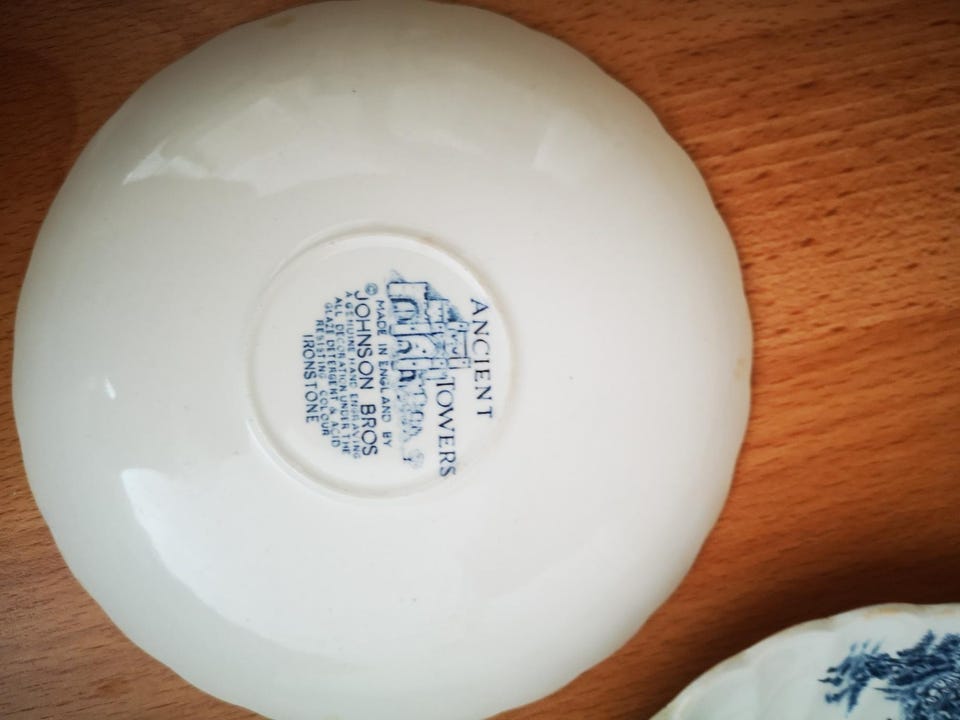 ANCIENT
TOWERS
© MADE IN ENGLAND BY
JOHNSON BROS
A GENUINE HAND ENGRAVING
ALL DECORATION UNDER THE
GLAZE DETERGENT & ACID
RESISTING COLOUR
IRONSTONE